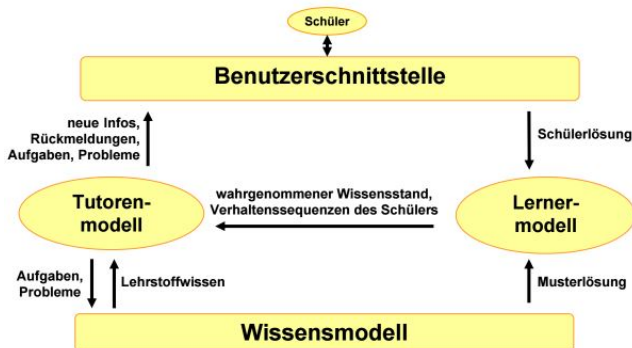 Schüler
Benutzerschnittstelle
neue Infos,
Rückmeldungen,
Aufgaben, Probleme
Schülerlösung
Tutoren-
modell
wahrgenommener Wissensstand,
Verhaltenssequenzen des Schülers
Lerner-
modell
Aufgaben,
Probleme
Lehrstoffwissen
Musterlösung
Wissensmodell